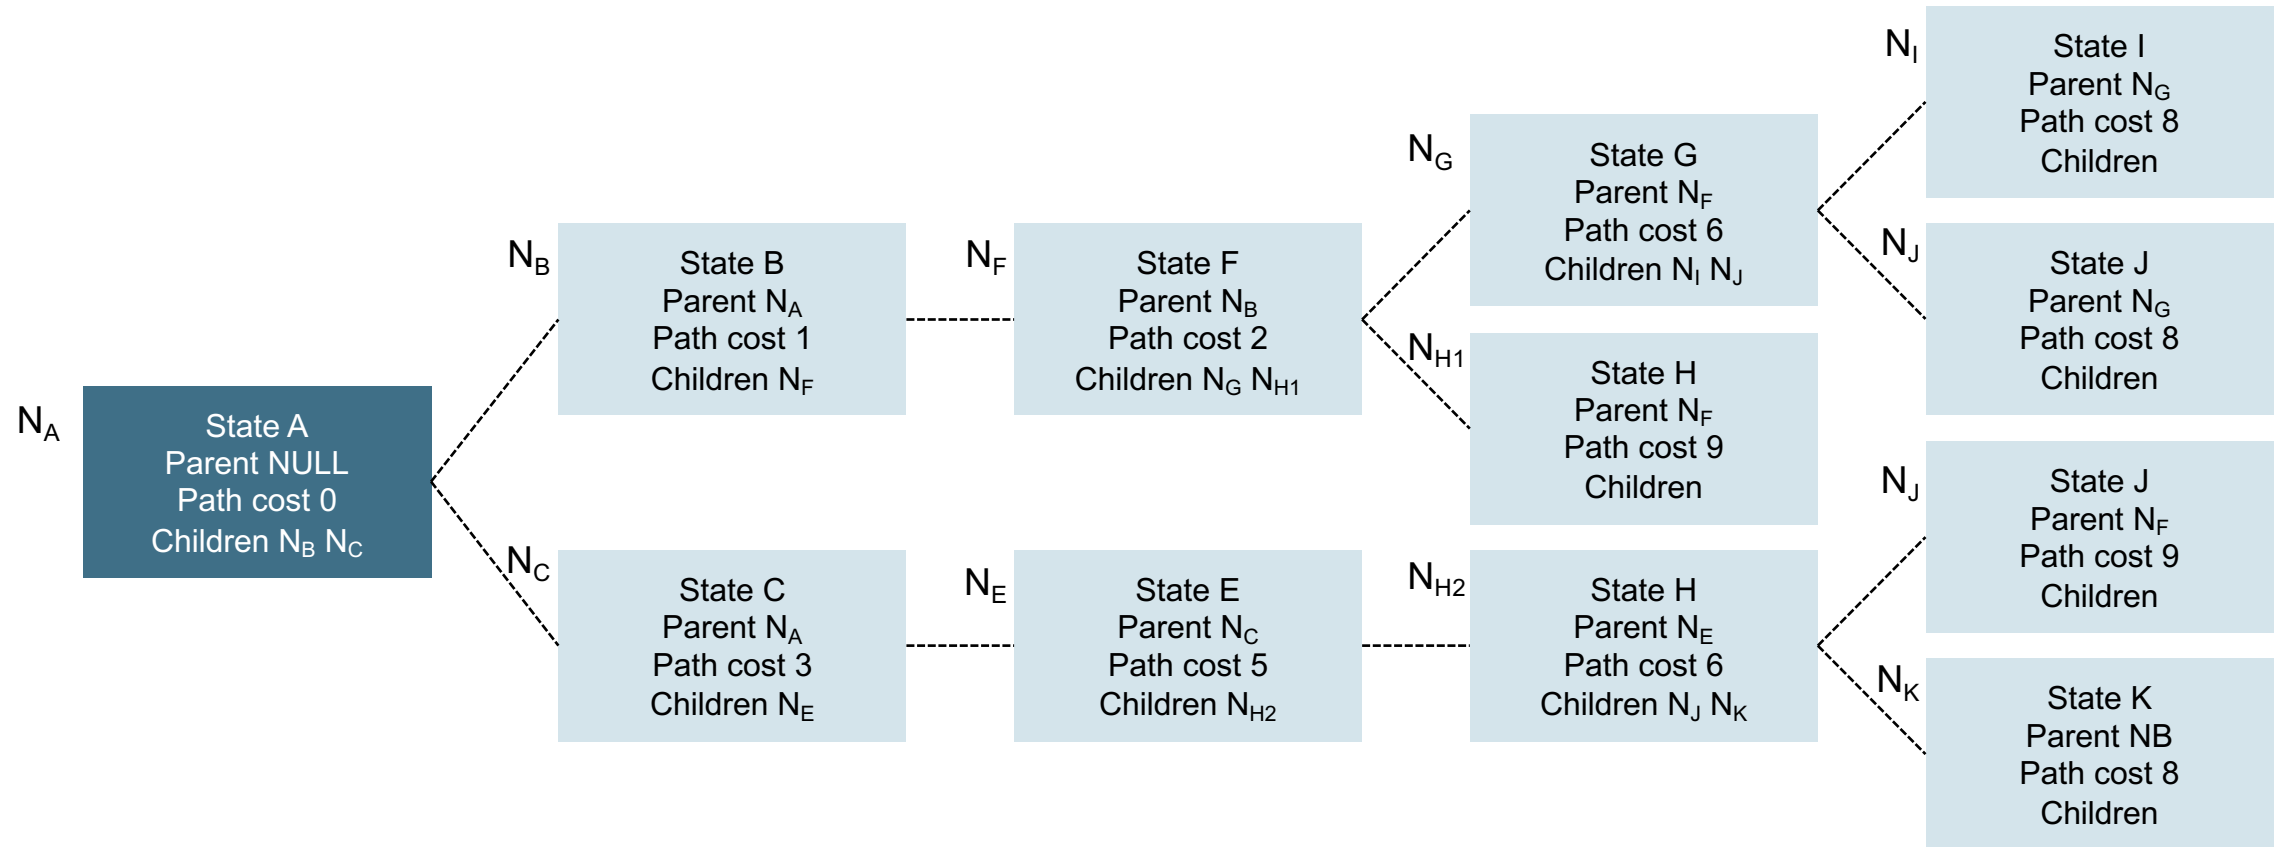 N_A
State A
Parent NULL
Path cost 0
Children N_B N_C
N_B
State B
Parent N_A
Path cost 1
Children N_F
N_C
State C
Parent N_A
Path cost 3
Children N_E
N_F
State F
Parent N_B
Path cost 2
Children N_G N_H1
N_E
State E
Parent N_C
Path cost 5
Children N_H2
N_G
State G
Parent N_F
Path cost 6
Children N_I N_J
N_H1
State H
Parent N_F
Path cost 9
Children
N_H2
State H
Parent N_E
Path cost 6
Children N_J N_K
N_I
State I
Parent N_G
Path cost 8
Children
N_J
State J
Parent N_G
Path cost 8
Children
N_J
State J
Parent N_F
Path cost 9
Children
N_K
State K
Parent NB
Path cost 8
Children